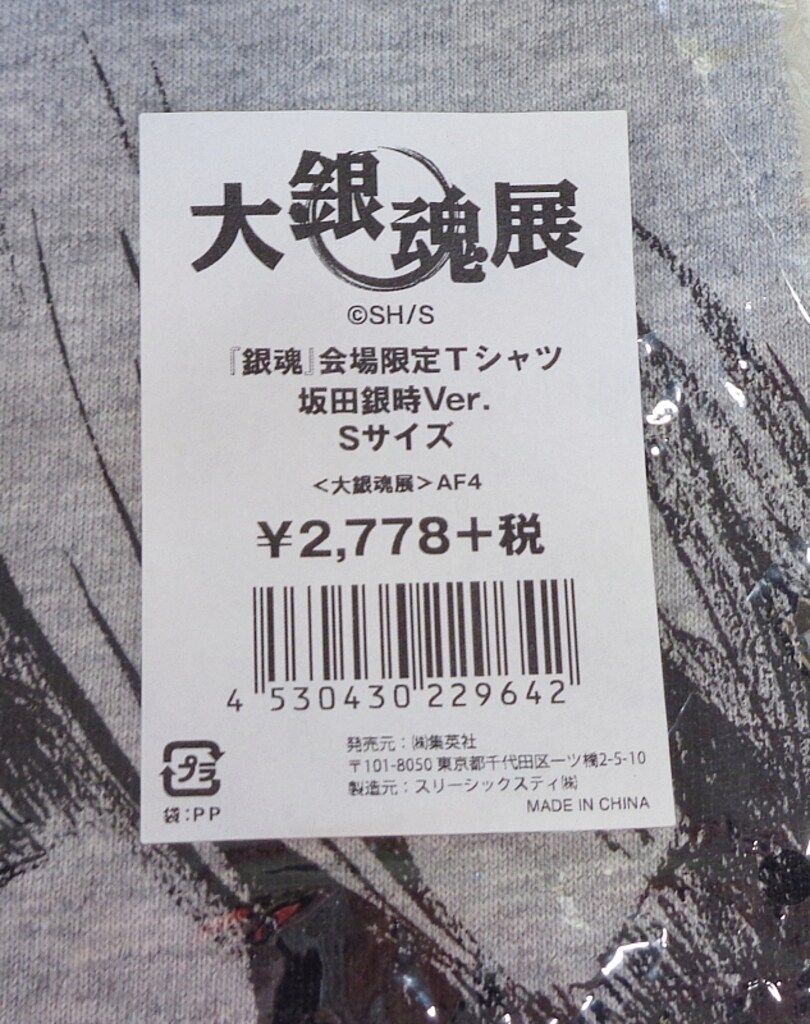 大銀魂展
©SH/S
『銀魂』会場限定Tシャツ
坂田銀時Ver.
Sサイズ
<大銀魂展>AF4
¥2,778+税
4 530430 229642
プラ
袋:PP
発売元:㈱集英社
〒101-8050 東京都千代田区一ツ橋2-5-10
製造元:スリーシックスティ㈱
MADE IN CHINA